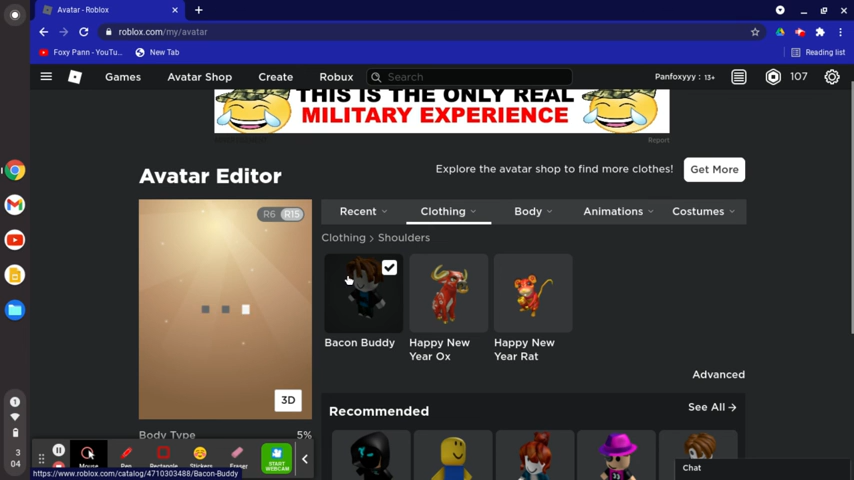 Avatar - Roblox
roblox.com/my/avatar
Foxy Pann - YouTu... New Tab Reading list
Games Avatar Shop Create Robux Search Panfoxyyy : 13+ 107
THIS IS THE ONLY REAL
MILITARY EXPERIENCE
Report
Explore the avatar shop to find more clothes! Get More
Avatar Editor
R6 R15
Recent Clothing Body Animations Costumes
Clothing > Shoulders
Bacon Buddy
Happy New
Year Ox
Happy New
Year Rat
Advanced
3D
Recommended See All
Body Type 5%
Mouse Pen Rectangle Stickers Eraser START
WEBCAM
Chat
https://www.roblox.com/catalog/4710303488/Bacon-Buddy
1
3
04